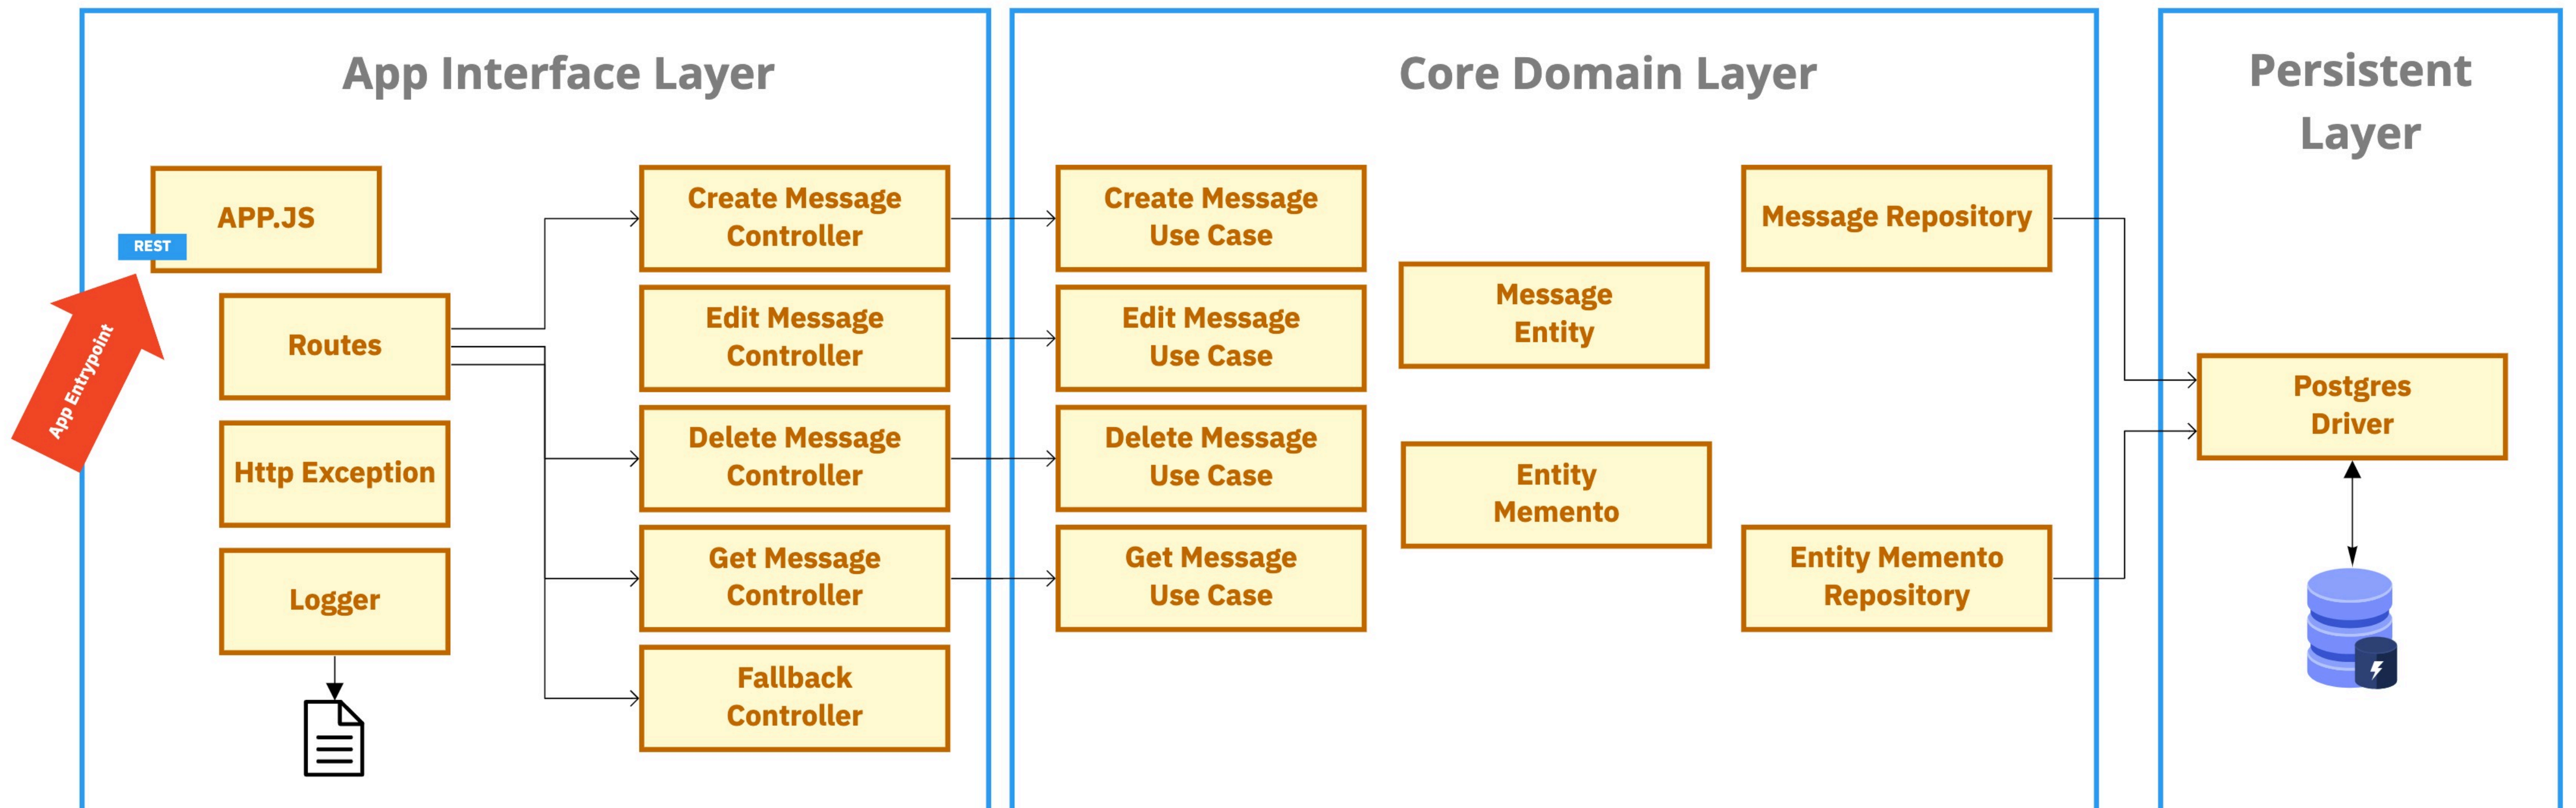 App Interface Layer
Core Domain Layer
Persistent
Layer
APP.JS
REST
App Entrypoint
Routes
Http Exception
Logger
Create Message
Controller
Edit Message
Controller
Delete Message
Controller
Get Message
Controller
Fallback
Controller
Create Message
Use Case
Edit Message
Use Case
Delete Message
Use Case
Get Message
Use Case
Message
Entity
Entity
Memento
Message Repository
Entity Memento
Repository
Postgres
Driver